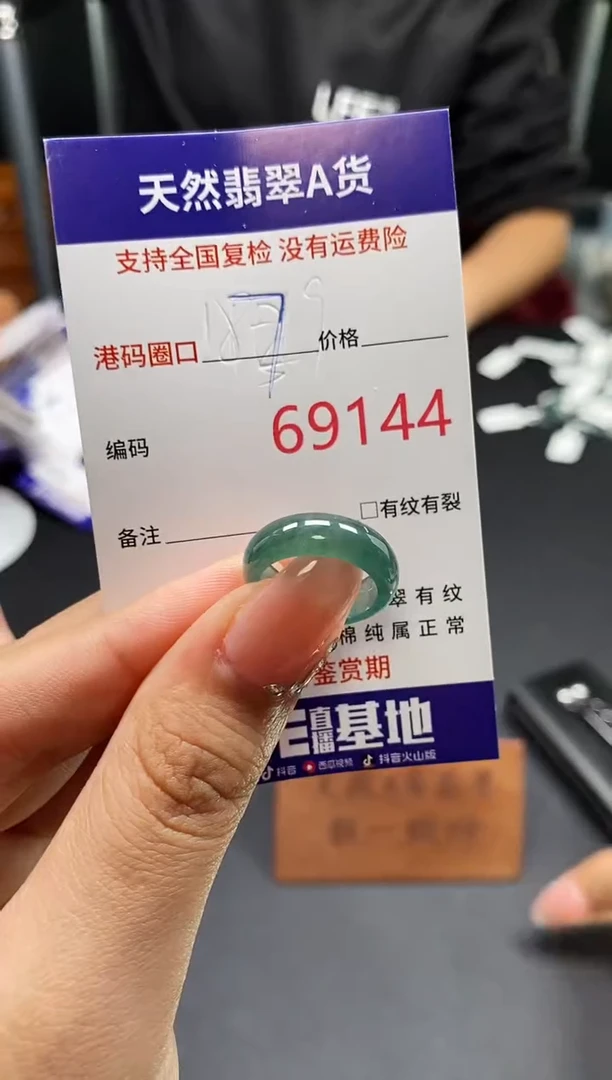 天然翡翠A货
支持全国复检 没有运费险
港码圈口 7 价格
编码 69144
□有纹有裂
备注
翠有纹
棉纯属正常
鉴赏期
直播基地
抖音 西瓜视频 抖音火山版